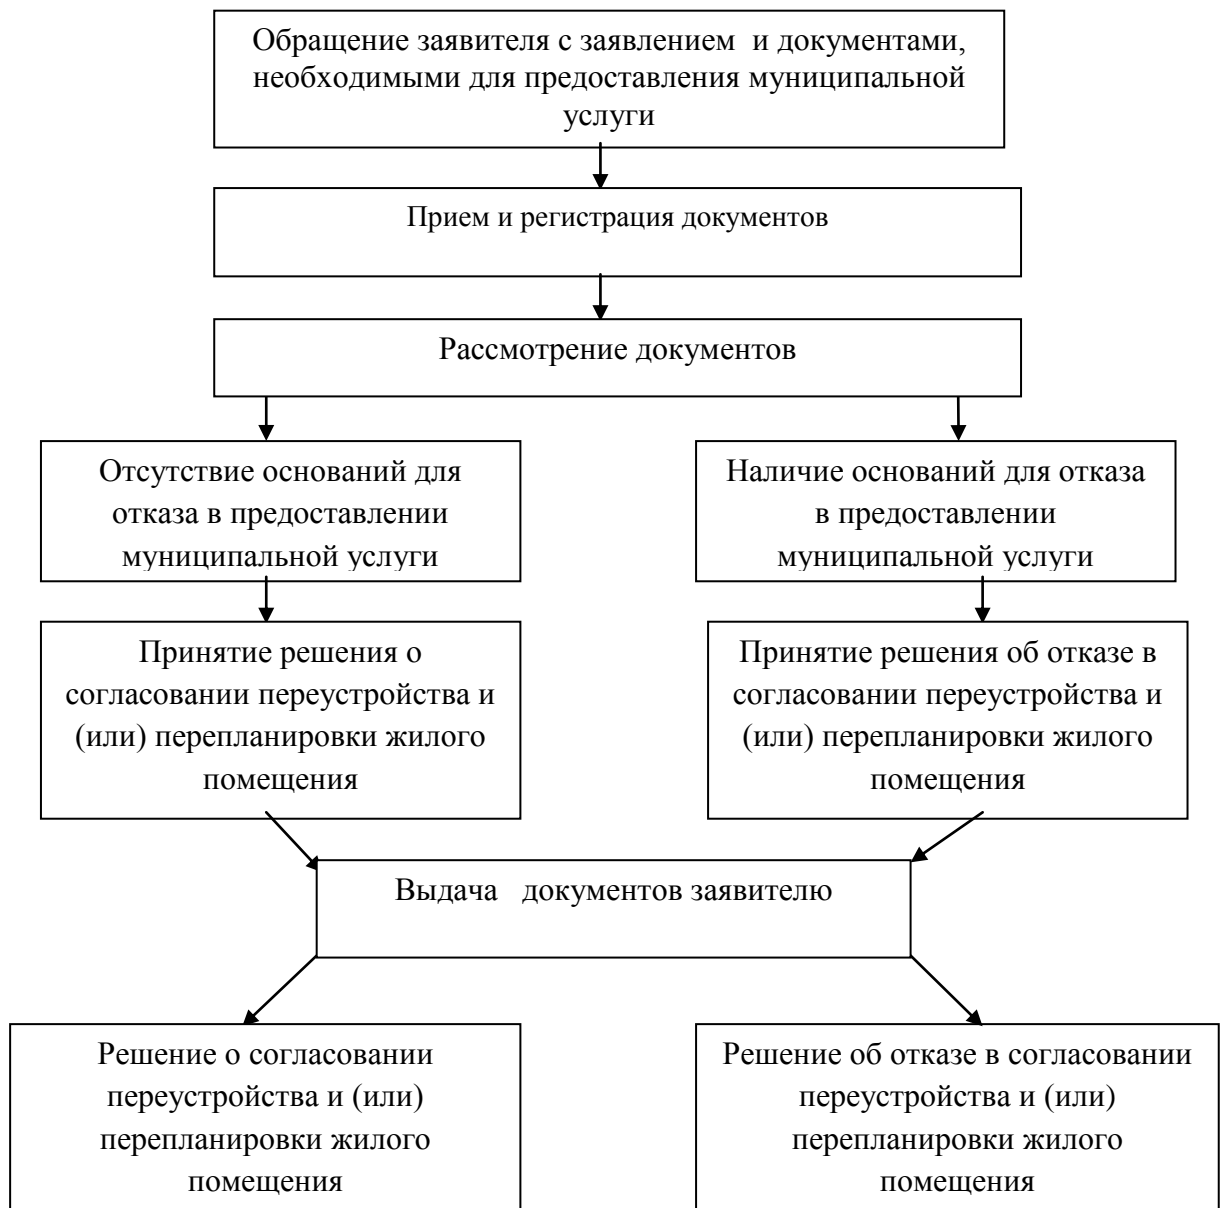 Обращение заявителя с заявлением и документами,
необходимыми для предоставления муниципальной
услуги
Прием и регистрация документов
Рассмотрение документов
Отсутствие оснований для
отказа в предоставлении
муниципальной услуги
Наличие оснований для отказа
в предоставлении
муниципальной услуги
Принятие решения о
согласовании переустройства и
(или) перепланировки жилого
помещения
Принятие решения об отказе в
согласовании переустройства и
(или) перепланировки жилого
помещения
Выдача документов заявителю
Решение о согласовании
переустройства и (или)
перепланировки жилого
помещения
Решение об отказе в согласовании
переустройства и (или)
перепланировки жилого
помещения